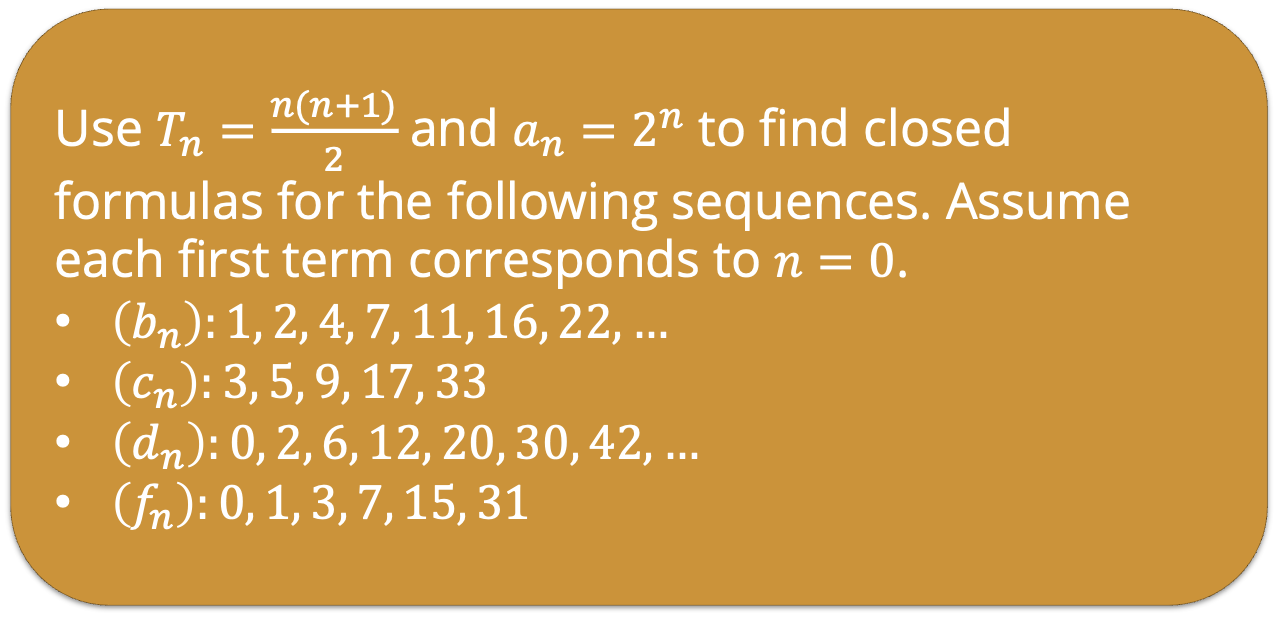 Use Tₙ = n(n+1)/2 and aₙ = 2ⁿ to find closed
formulas for the following sequences. Assume
each first term corresponds to n = 0.
• (bₙ): 1, 2, 4, 7, 11, 16, 22, …
• (cₙ): 3, 5, 9, 17, 33
• (dₙ): 0, 2, 6, 12, 20, 30, 42, …
• (fₙ): 0, 1, 3, 7, 15, 31